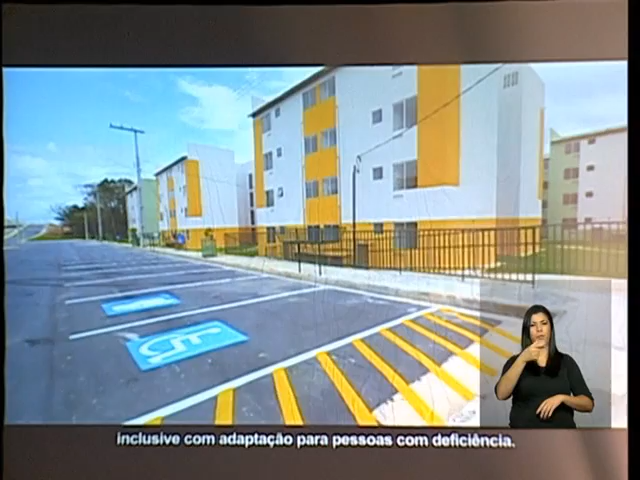 inclusive com adaptação para pessoas com deficiência.